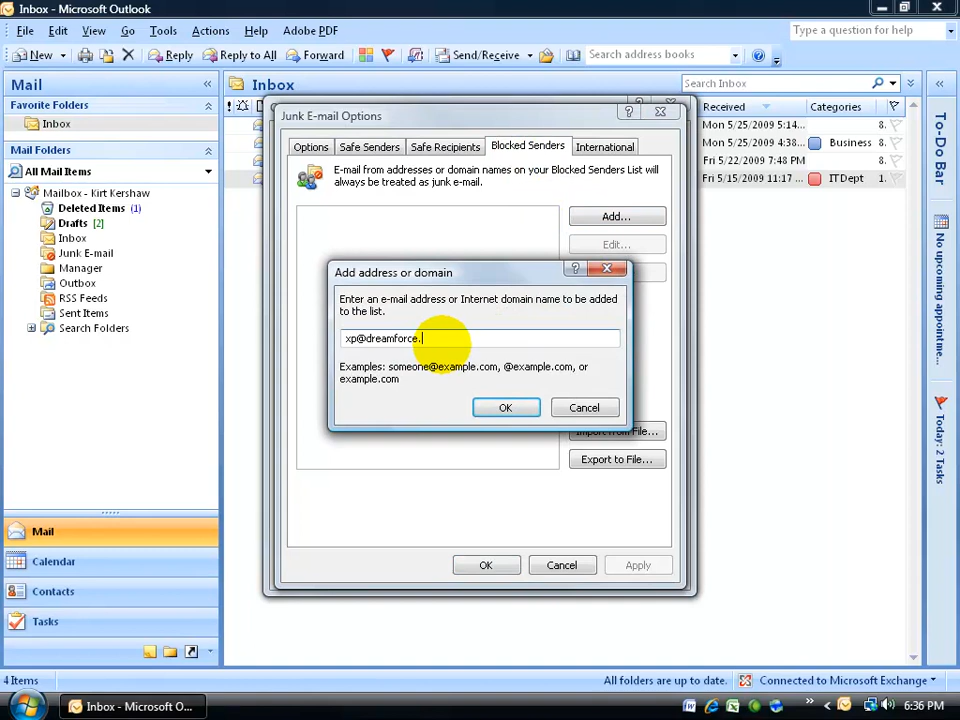 Inbox - Microsoft Outlook
File Edit View Go Tools Actions Help Adobe PDF
Type a question for help
New Reply Reply to All Forward Send/Receive Search address books
Mail «
Favorite Folders
Inbox
Mail Folders
All Mail Items
Mailbox - Kirt Kershaw
Deleted Items (1)
Drafts [2]
Inbox
Junk E-mail
Manager
Outbox
RSS Feeds
Sent Items
Search Folders
Mail
Calendar
Contacts
Tasks
Inbox
Search Inbox
Received Categories
Mon 5/25/2009 5:14... 8.
Mon 5/25/2009 4:38... Business 8.
Fri 5/22/2009 7:48 PM 8.
Fri 5/15/2009 11:17 ... ITDept 1.
Junk E-mail Options
Options Safe Senders Safe Recipients Blocked Senders International
E-mail from addresses or domain names on your Blocked Senders List will
always be treated as junk e-mail.
Add...
Edit...
Add address or domain
Enter an e-mail address or Internet domain name to be added
to the list.
xp@dreamforce.
Examples: someone@example.com, @example.com, or
example.com
OK Cancel
Import from File...
Export to File...
OK Cancel Apply
«
To-Do Bar
No upcoming appointme...
Today: 2 Tasks
4 Items All folders are up to date. Connected to Microsoft Exchange
Inbox - Microsoft O... 6:36 PM